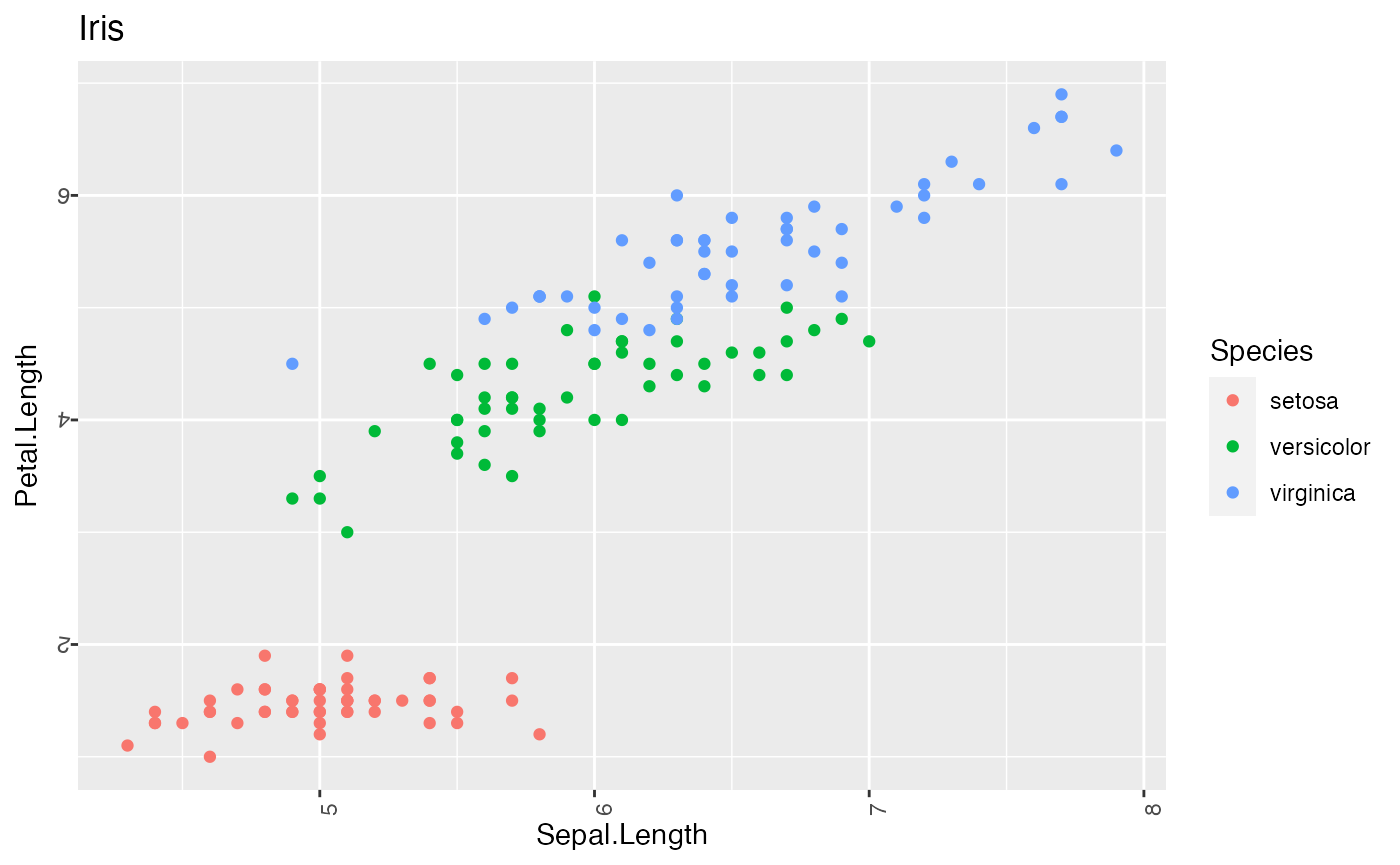 Iris
Petal.Length
6
4
2
5 6 7 8
Sepal.Length
Species
setosa
versicolor
virginica